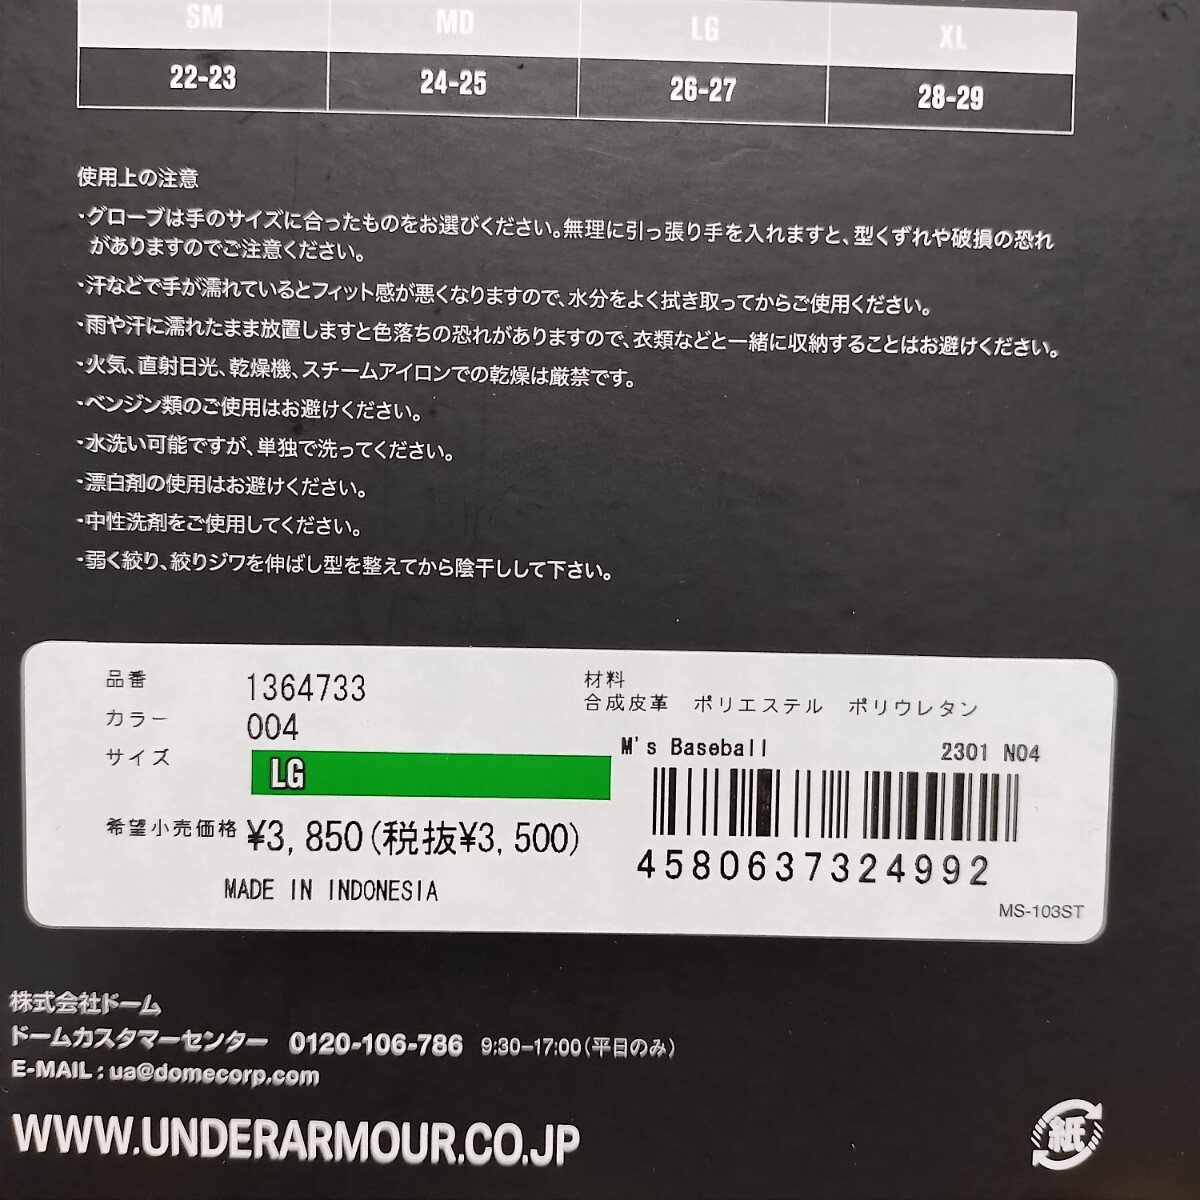 SM MD LG XL
22-23 24-25 26-27 28-29
使用上の注意
・グローブは手のサイズに合ったものをお選びください。無理に引っ張り手を入れますと、型くずれや破損の恐れ
がありますのでご注意ください。
・汗などで手が濡れているとフィット感が悪くなりますので、水分をよく拭き取ってからご使用ください。
・雨や汗に濡れたまま放置しますと色落ちの恐れがありますので、衣類などと一緒に収納することはお避けください。
・火気、直射日光、乾燥機、スチームアイロンでの乾燥は厳禁です。
・ベンジン類のご使用はお避けください。
・水洗い可能ですが、単独で洗ってください。
・漂白剤の使用はお避けください。
・中性洗剤をご使用してください。
・弱く絞り、絞りジワを伸ばし型を整えてから陰干しして下さい。
品番 1364733
カラー 004
サイズ LG
希望小売価格 ¥3,850(税抜¥3,500)
MADE IN INDONESIA
材料
合成皮革 ポリエステル ポリウレタン
M's Baseball 2301 N04
4580637324992
MS-103ST
株式会社ドーム
ドームカスタマーセンター 0120-106-786 9:30-17:00(平日のみ)
E-MAIL : ua@domecorp.com
WWW.UNDERARMOUR.CO.JP
紙